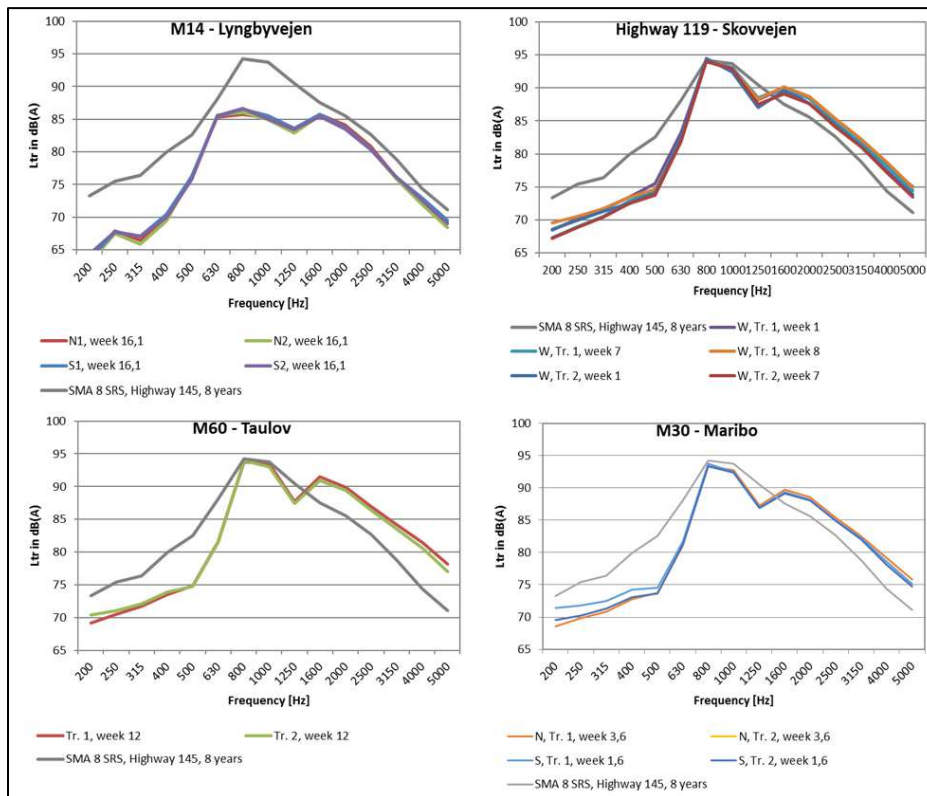 M14 - Lyngbyvejen
Ltr in dB(A)
100
95
90
85
80
75
70
65
200 250 315 400 500 630 800 1000 1250 1600 2000 2500 3150 4000 5000
Frequency [Hz]
N1, week 16,1 N2, week 16,1
S1, week 16,1 S2, week 16,1
SMA 8 SRS, Highway 145, 8 years
Highway 119 - Skovvejen
Ltr in dB(A)
100
95
90
85
80
75
70
65
200 250 315 400 500 630 800 1000 1250 1600 2000 2500 3150 4000 5000
Frequency [Hz]
SMA 8 SRS, Highway 145, 8 years W, Tr. 1, week 1
W, Tr. 1, week 7 W, Tr. 1, week 8
W, Tr. 2, week 1 W, Tr. 2, week 7
M60 - Taulov
Ltr in dB(A)
100
95
90
85
80
75
70
65
200 250 315 400 500 630 800 1000 1250 1600 2000 2500 3150 4000 5000
Frequency [Hz]
Tr. 1, week 12 Tr. 2, week 12
SMA 8 SRS, Highway 145, 8 years
M30 - Maribo
Ltr in dB(A)
100
95
90
85
80
75
70
65
200 250 315 400 500 630 800 1000 1250 1600 2000 2500 3150 4000 5000
Frequency [Hz]
N, Tr. 1, week 3,6 N, Tr. 2, week 3,6
S, Tr. 1, week 1,6 S, Tr. 2, week 1,6
SMA 8 SRS, Highway 145, 8 years